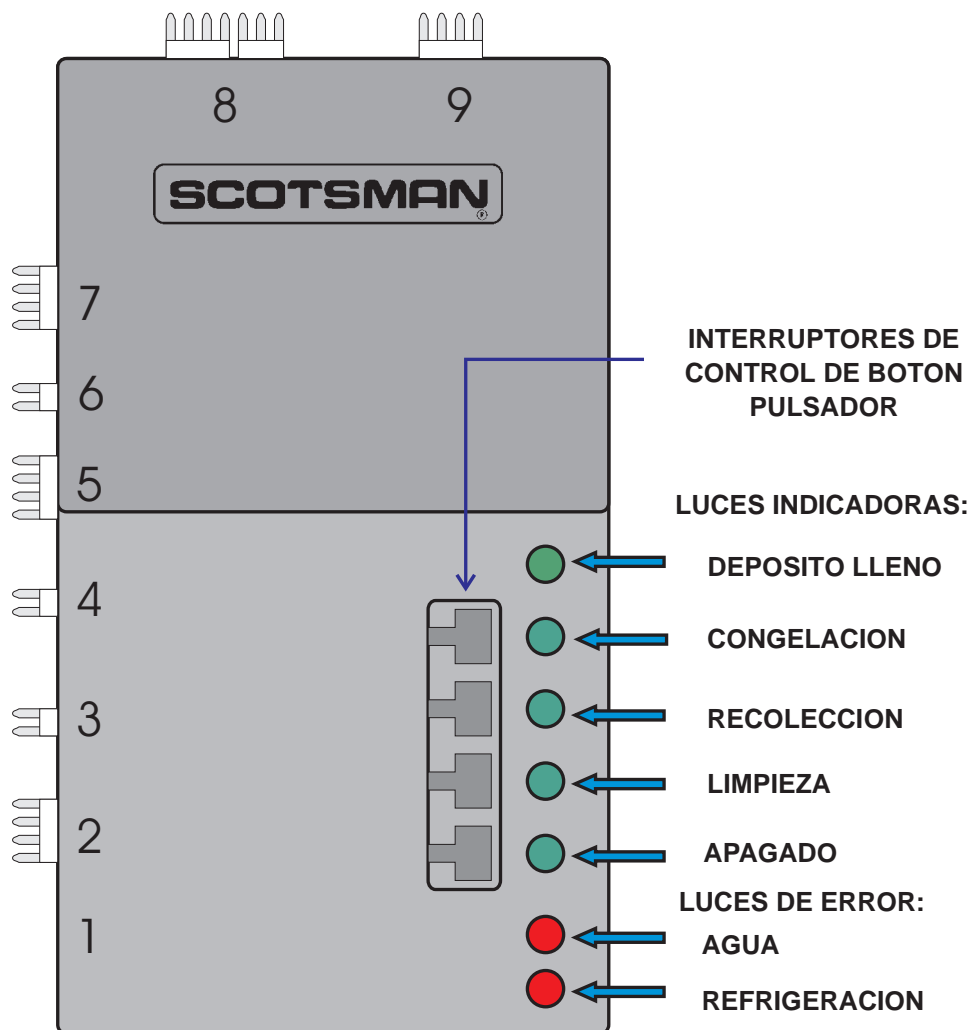 8 9
SCOTSMAN®
7
6
5
4
3
2
1
INTERRUPTORES DE
CONTROL DE BOTON
PULSADOR
LUCES INDICADORAS:
DEPOSITO LLENO
CONGELACION
RECOLECCION
LIMPIEZA
APAGADO
LUCES DE ERROR:
AGUA
REFRIGERACION